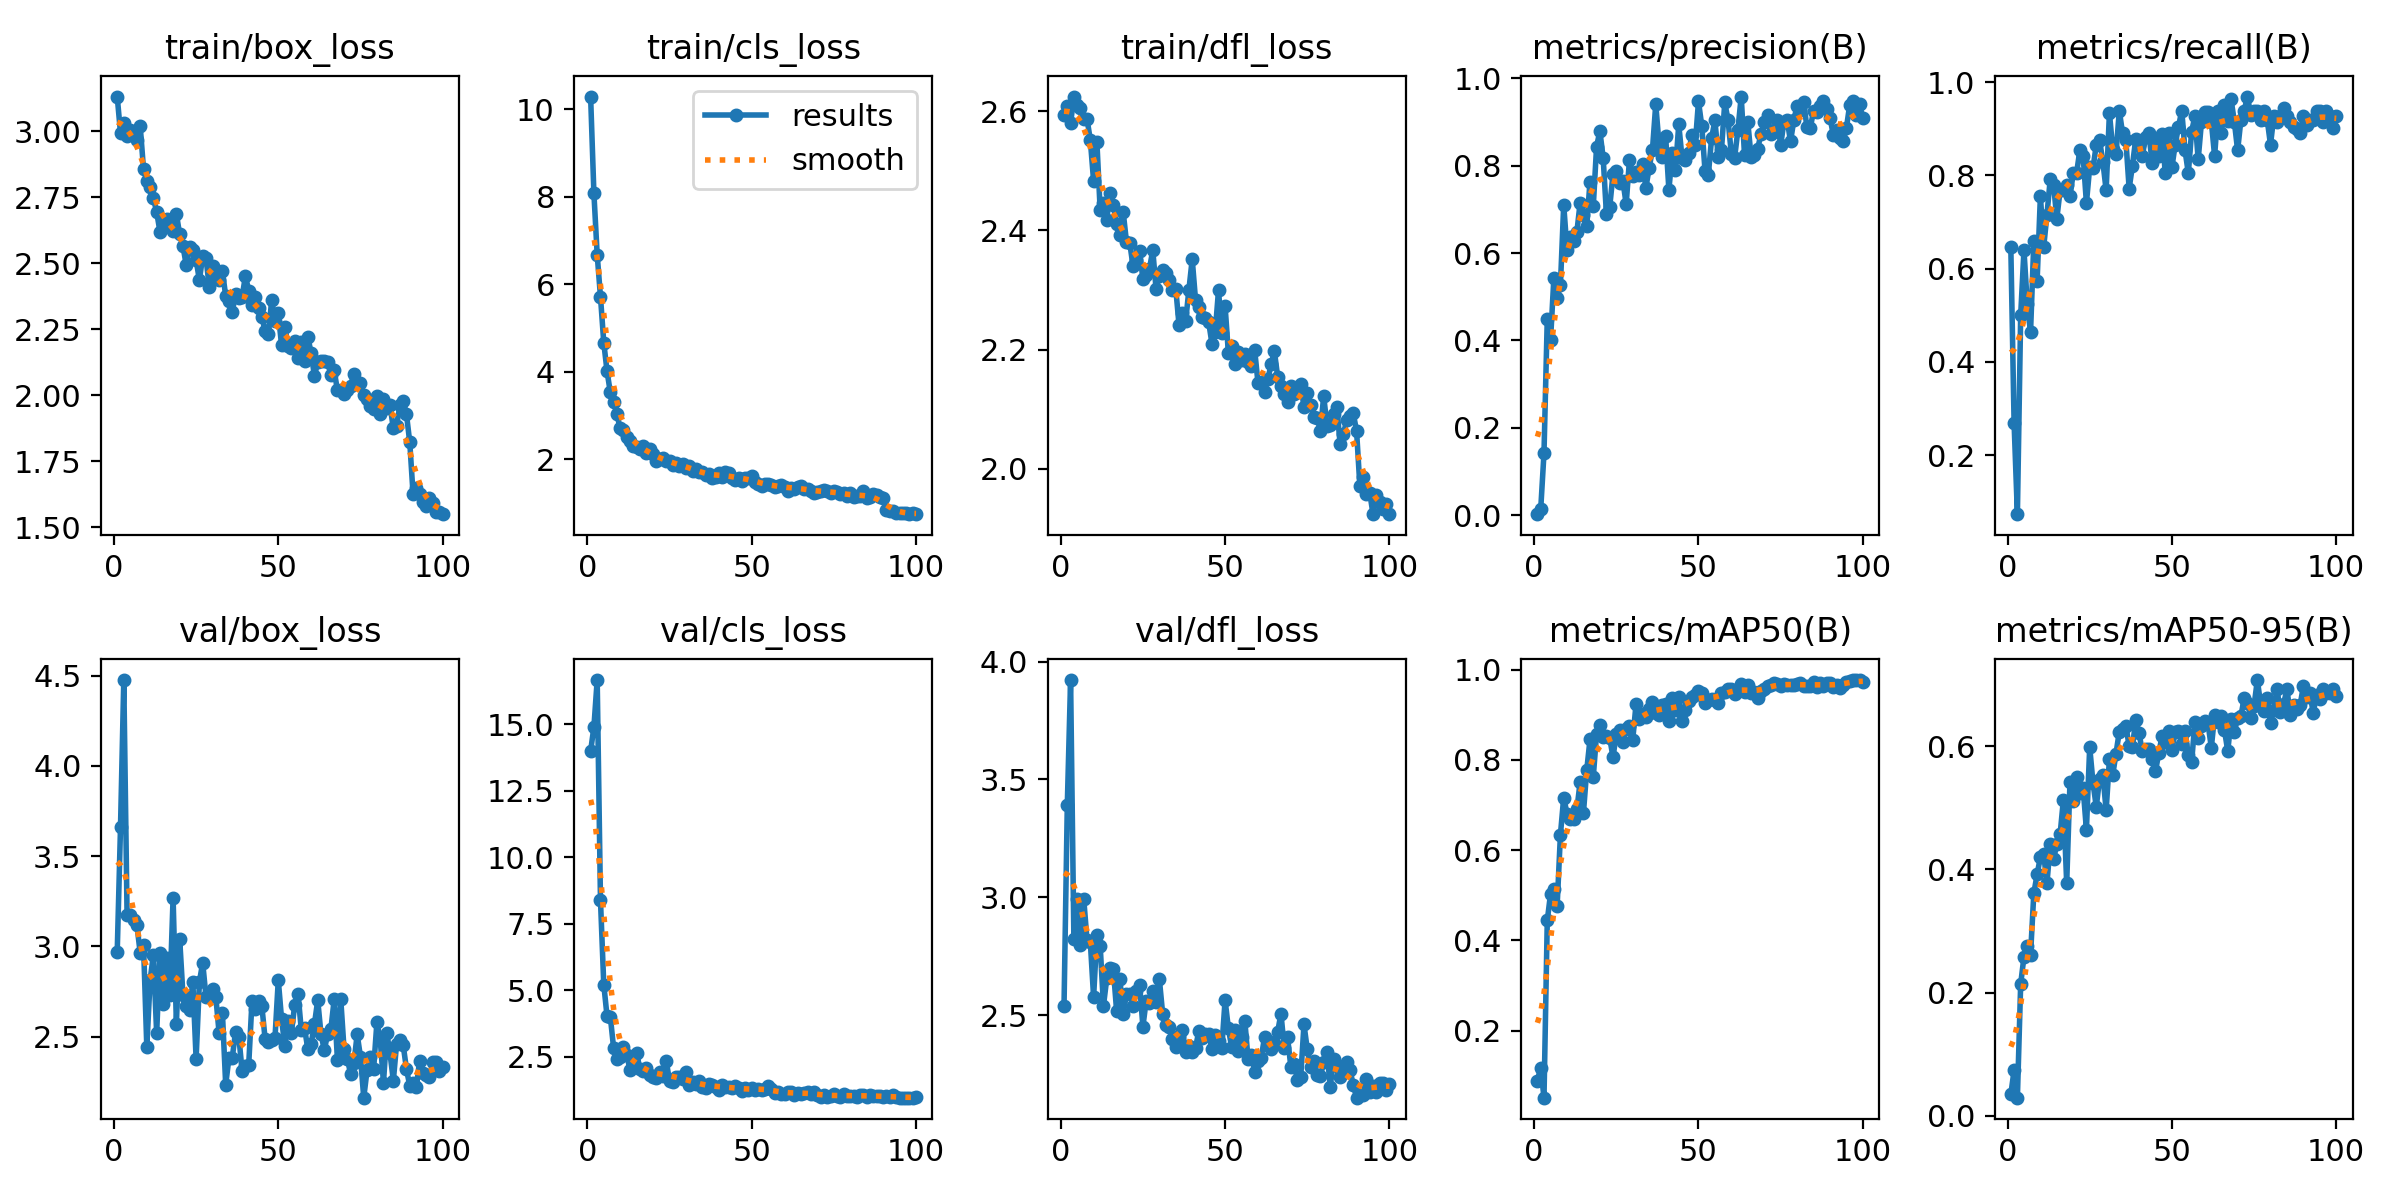 train/box_loss
train/cls_loss
train/dfl_loss
metrics/precision(B)
metrics/recall(B)
3.00
2.75
2.50
2.25
2.00
1.75
1.50
0 50 100
10
8
6
4
2
results
smooth
0 50 100
2.6
2.4
2.2
2.0
0 50 100
1.0
0.8
0.6
0.4
0.2
0.0
0 50 100
1.0
0.8
0.6
0.4
0.2
0 50 100
val/box_loss
val/cls_loss
val/dfl_loss
metrics/mAP50(B)
metrics/mAP50-95(B)
4.5
4.0
3.5
3.0
2.5
0 50 100
15.0
12.5
10.0
7.5
5.0
2.5
0 50 100
4.0
3.5
3.0
2.5
0 50 100
1.0
0.8
0.6
0.4
0.2
0 50 100
0.6
0.4
0.2
0.0
0 50 100